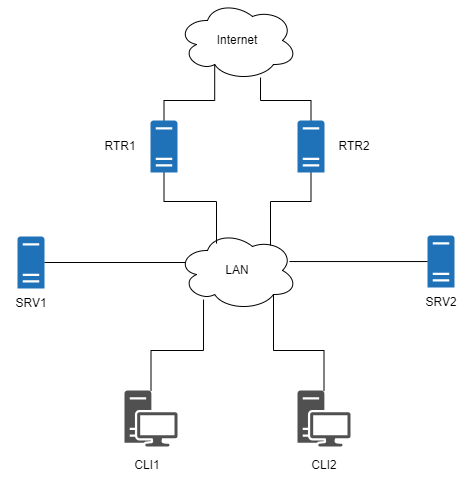 Internet
RTR1
RTR2
LAN
SRV1
SRV2
CLI1
CLI2